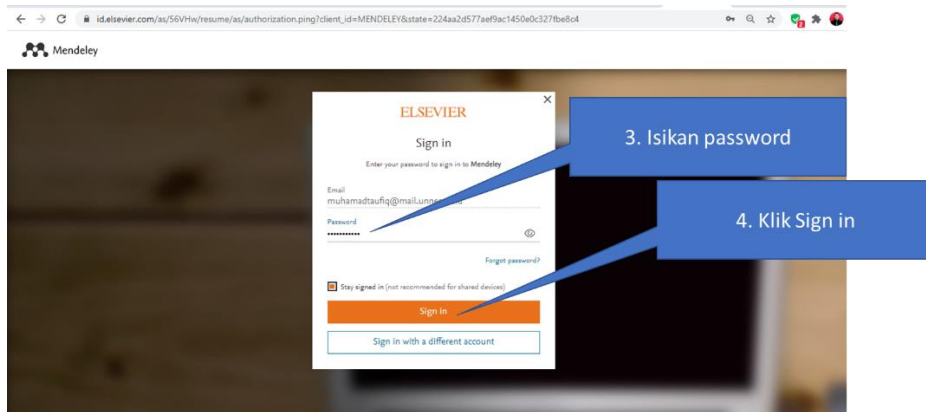 id.elsevier.com/as/56VHw/resume/as/authorization.ping?client_id=MENDELEY&state=224aa2d577aef9ac1450e0c327fbe8c4
Mendeley
ELSEVIER
Sign in
Enter your password to sign in to Mendeley
Email
Password
Forgot password?
Stay signed in (not recommended for shared devices)
Sign in
Sign in with a different account
3. Isikan password
4. Klik Sign in